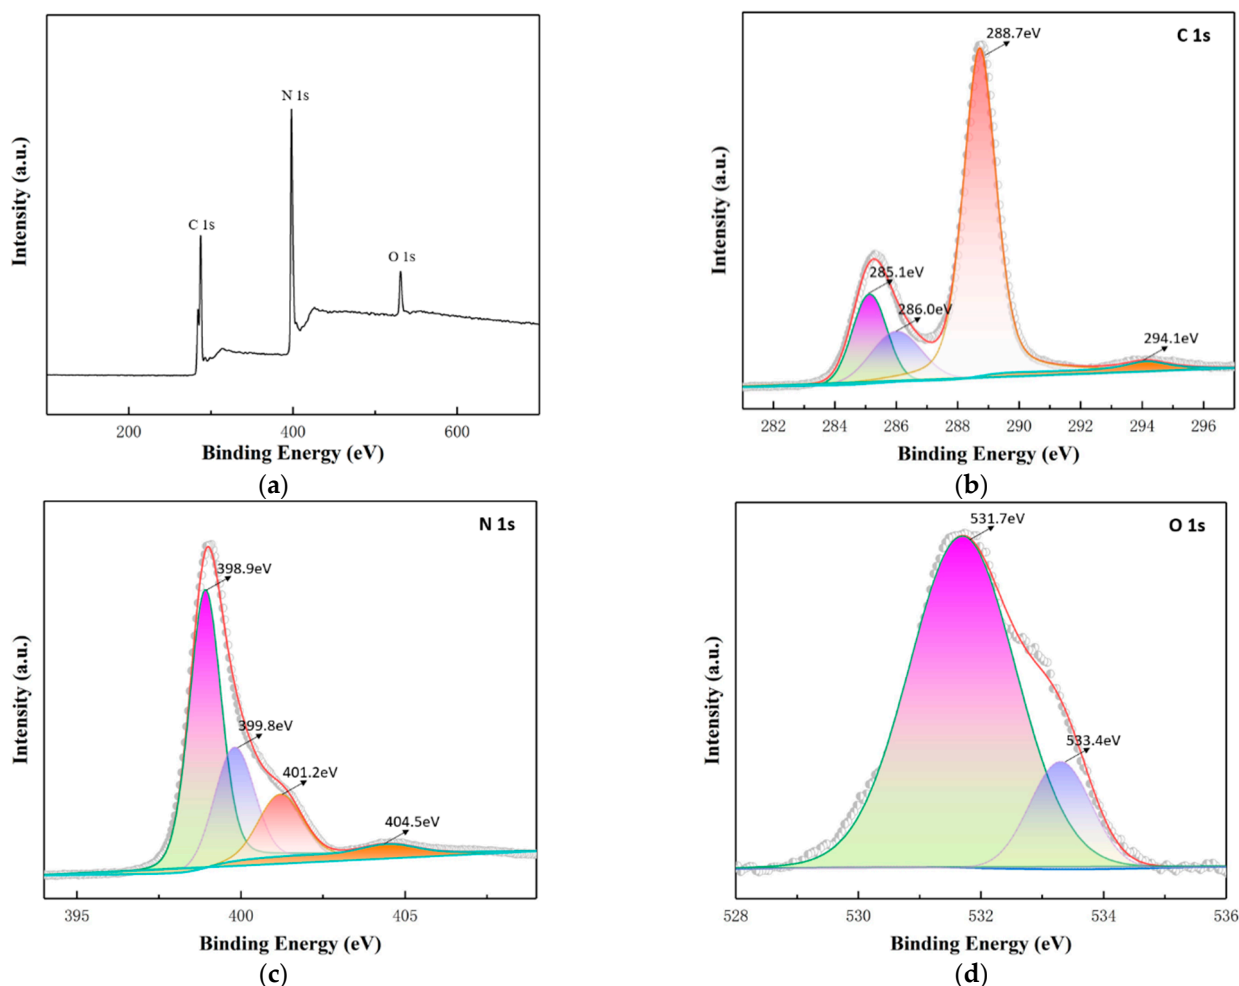 N 1s
C 1s
O 1s
Intensity (a.u.)
200
400
600
Binding Energy (eV)
(a)
C 1s
288.7eV
285.1eV
286.0eV
294.1eV
Intensity (a.u.)
282
284
286
288
290
292
294
296
Binding Energy (eV)
(b)
N 1s
398.9eV
399.8eV
401.2eV
404.5eV
Intensity (a.u.)
395
400
405
Binding Energy (eV)
(c)
O 1s
531.7eV
533.4eV
Intensity (a.u.)
528
530
532
534
536
Binding Energy (eV)
(d)